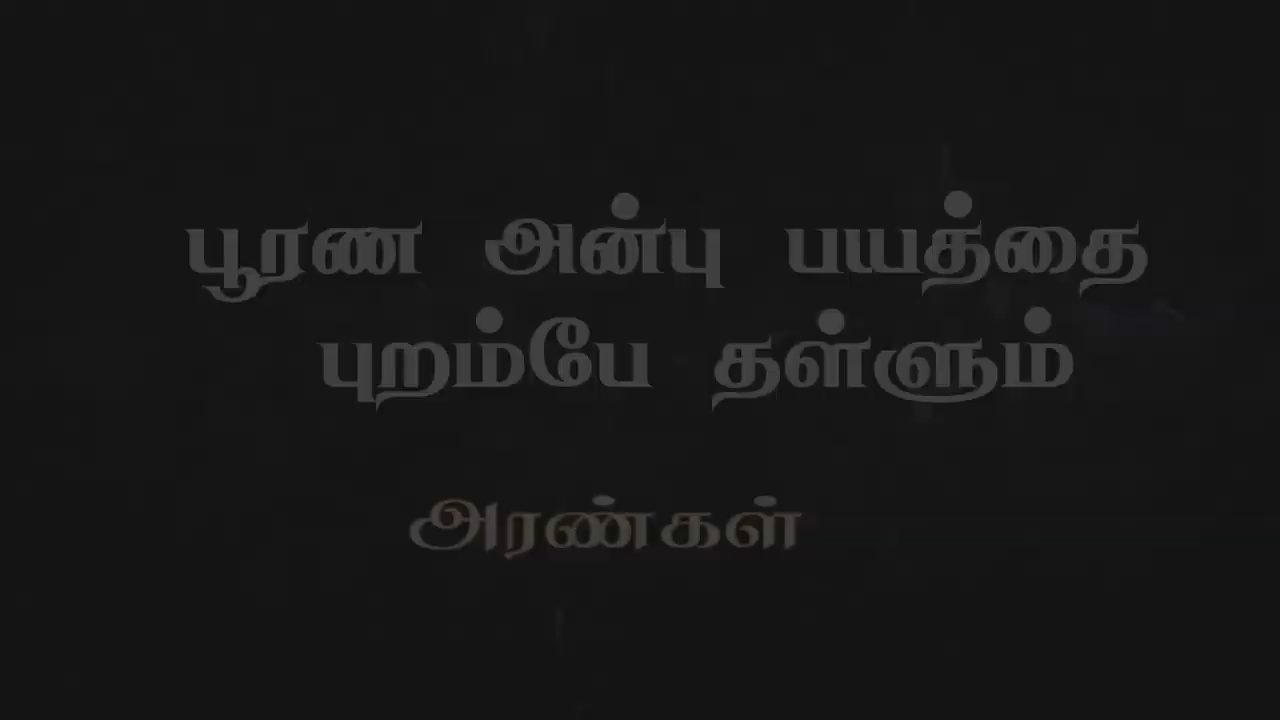 பூரண அன்பு பயத்தை
புறம்பே தள்ளும்
அரண்கள்